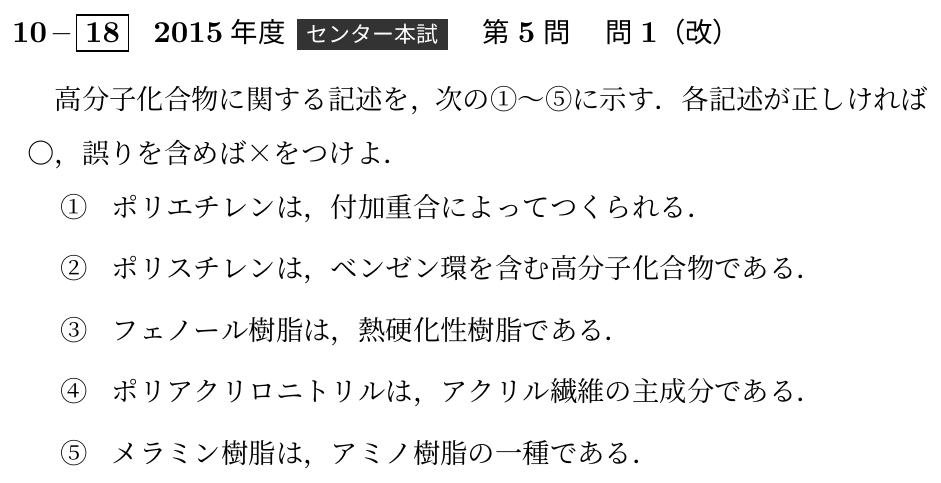 10－18 2015年度 センター本試 第5問 問1（改）
高分子化合物に関する記述を，次の①～⑤に示す．各記述が正しければ
○，誤りを含めば×をつけよ．
① ポリエチレンは，付加重合によってつくられる．
② ポリスチレンは，ベンゼン環を含む高分子化合物である．
③ フェノール樹脂は，熱硬化性樹脂である．
④ ポリアクリロニトリルは，アクリル繊維の主成分である．
⑤ メラミン樹脂は，アミノ樹脂の一種である．